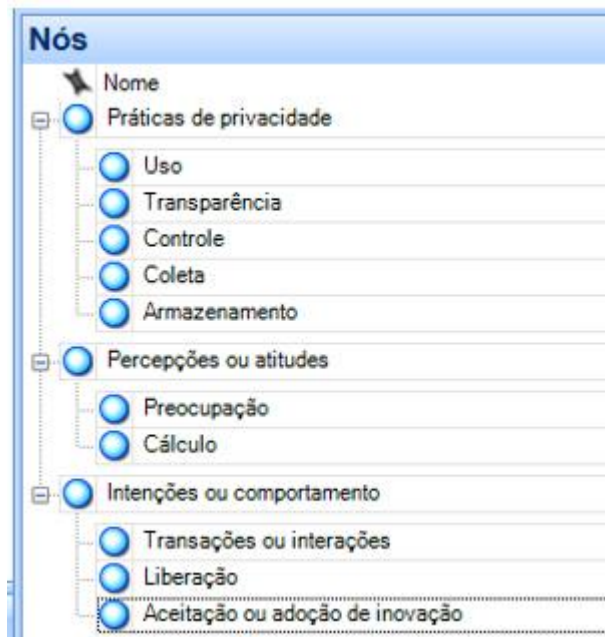 Nós
Nome
Práticas de privacidade
Uso
Transparência
Controle
Coleta
Armazenamento
Percepções ou atitudes
Preocupação
Cálculo
Intenções ou comportamento
Transações ou interações
Liberação
Aceitação ou adoção de inovação